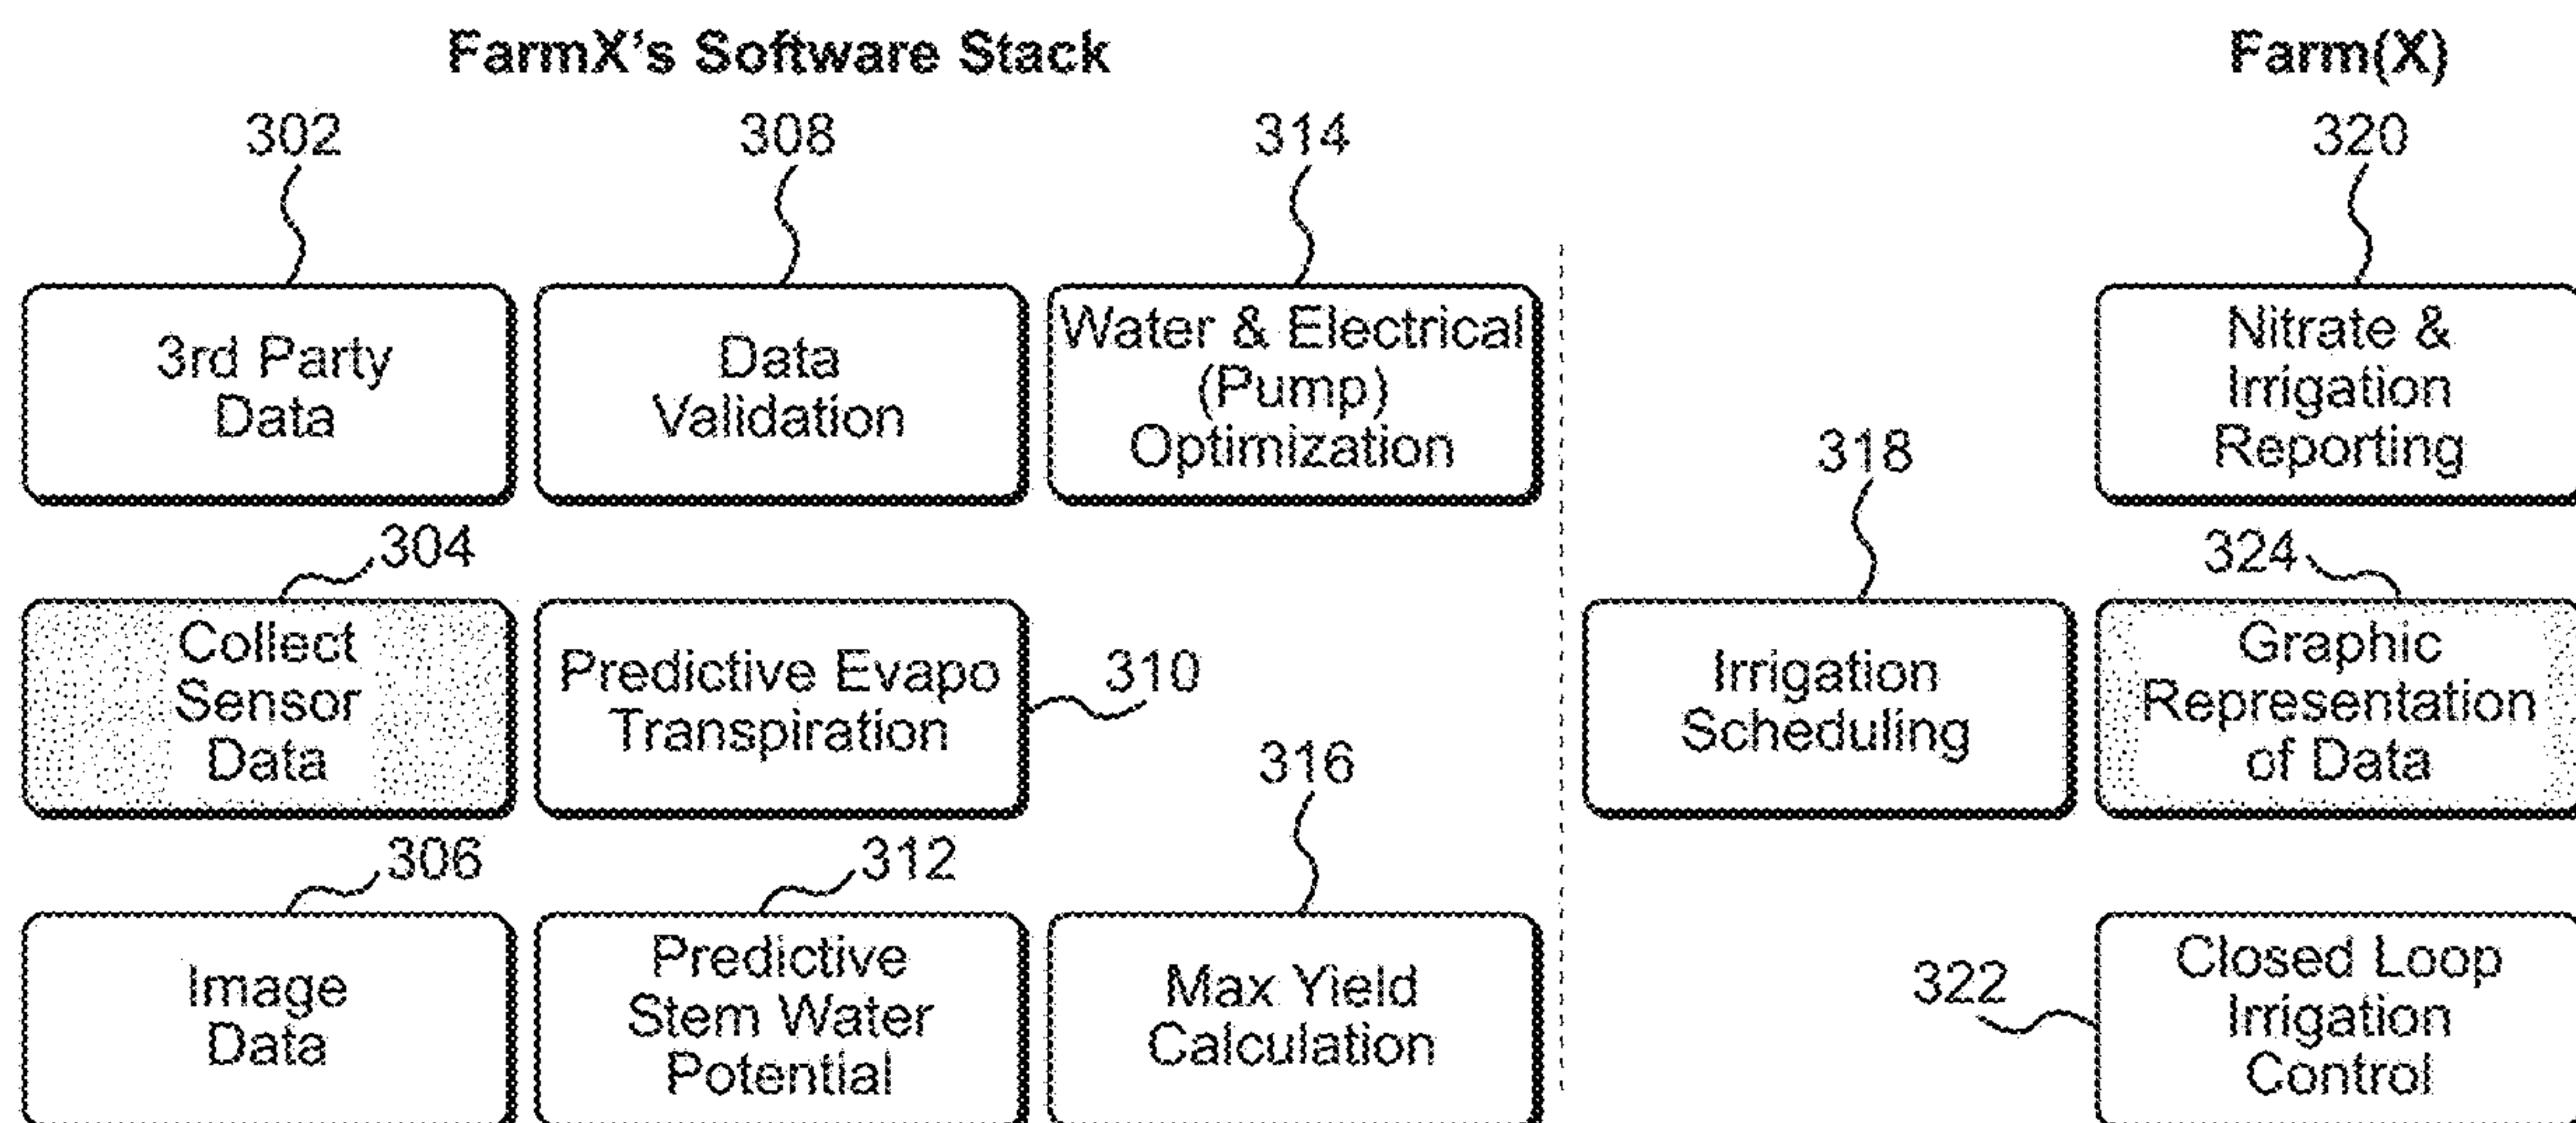 FarmX's Software Stack
Farm(X)
302
308
314
320
3rd Party
Data
Data
Validation
Water & Electrical
(Pump)
Optimization
Nitrate &
Irrigation
Reporting
318
304
324
Collect
Sensor
Data
Predictive Evapo
Transpiration
310
Irrigation
Scheduling
Graphic
Representation
of Data
316
306
312
Image
Data
Predictive
Stem Water
Potential
Max Yield
Calculation
322
Closed Loop
Irrigation
Control